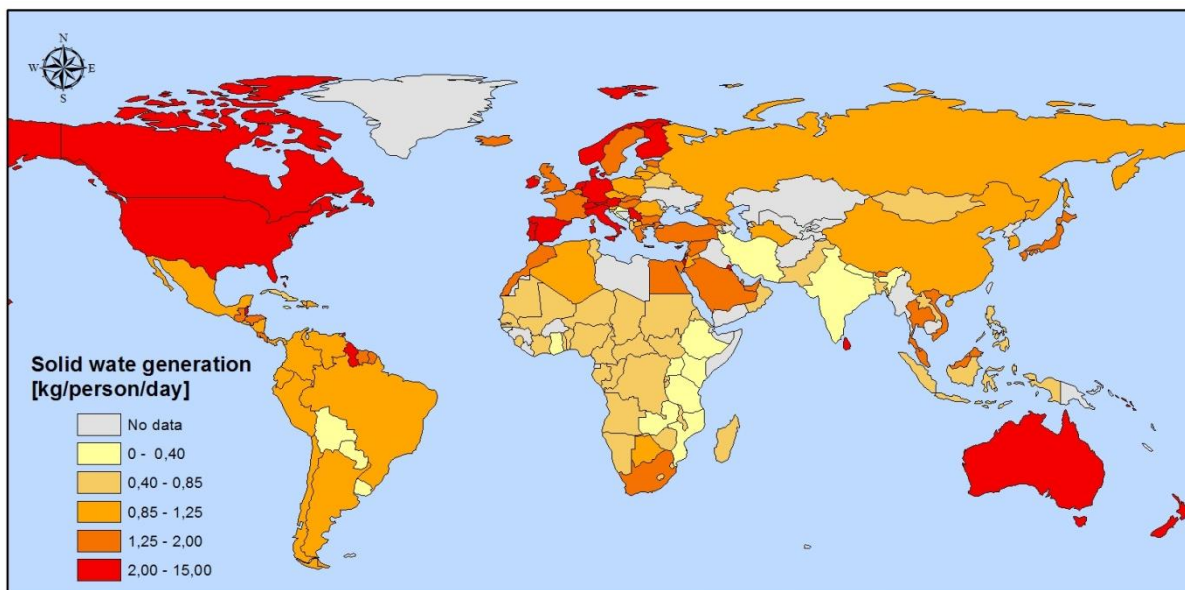 N
W E
S
Solid wate generation
[kg/person/day]
No data
0 - 0,40
0,40 - 0,85
0,85 - 1,25
1,25 - 2,00
2,00 - 15,00